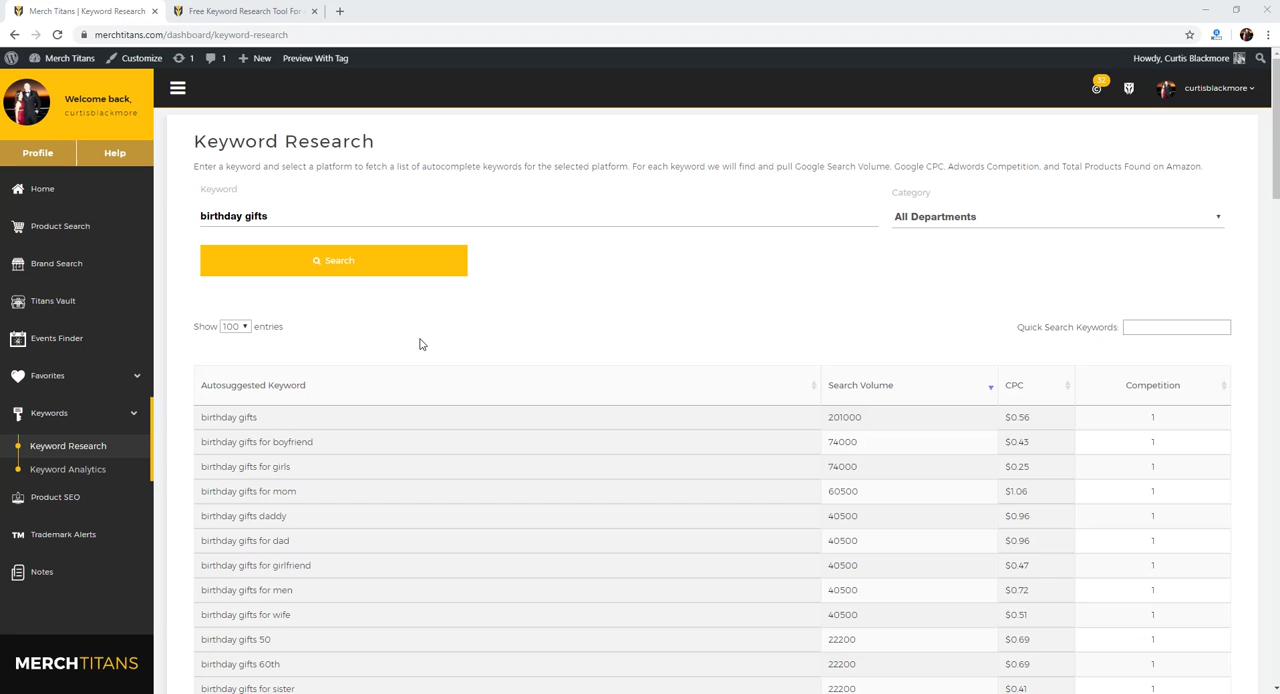 Merch Titans | Keyword Research
Free Keyword Research Tool For
merchtitans.com/dashboard/keyword-research
Merch Titans Customize 1 1 New Preview With Tag Howdy, Curtis Blackmore
Welcome back,
curtisblackmore
32
curtisblackmore
Profile Help
Home
Product Search
Brand Search
Titans Vault
Events Finder
Favorites
Keywords
Keyword Research
Keyword Analytics
Product SEO
TM Trademark Alerts
Notes
MERCHTITANS
Keyword Research
Enter a keyword and select a platform to fetch a list of autocomplete keywords for the selected platform. For each keyword we will find and pull Google Search Volume, Google CPC, Adwords Competition, and Total Products Found on Amazon.
Keyword
Category
birthday gifts
All Departments
Search
Show 100 entries
Quick Search Keywords:
Autosuggested Keyword Search Volume CPC Competition
birthday gifts 201000 $0.56 1
birthday gifts for boyfriend 74000 $0.43 1
birthday gifts for girls 74000 $0.25 1
birthday gifts for mom 60500 $1.06 1
birthday gifts daddy 40500 $0.96 1
birthday gifts for dad 40500 $0.96 1
birthday gifts for girlfriend 40500 $0.47 1
birthday gifts for men 40500 $0.72 1
birthday gifts for wife 40500 $0.51 1
birthday gifts 50 22200 $0.69 1
birthday gifts 60th 22200 $0.69 1
birthday gifts for sister 22200 $0.41 1